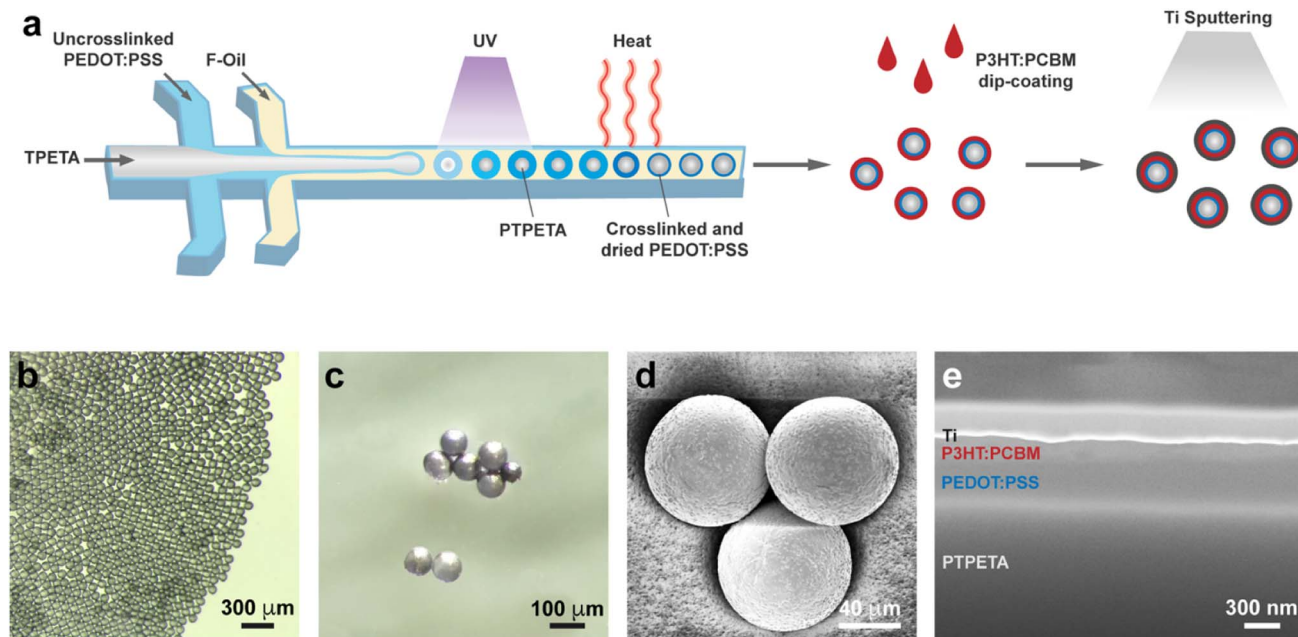 a
Uncrosslinked
PEDOT:PSS
F-Oil
UV
Heat
P3HT:PCBM
dip-coating
Ti Sputtering
TPETA
PTPETA
Crosslinked and
dried PEDOT:PSS
b
300 μm
c
100 μm
d
40 μm
e
Ti
P3HT:PCBM
PEDOT:PSS
PTPETA
300 nm